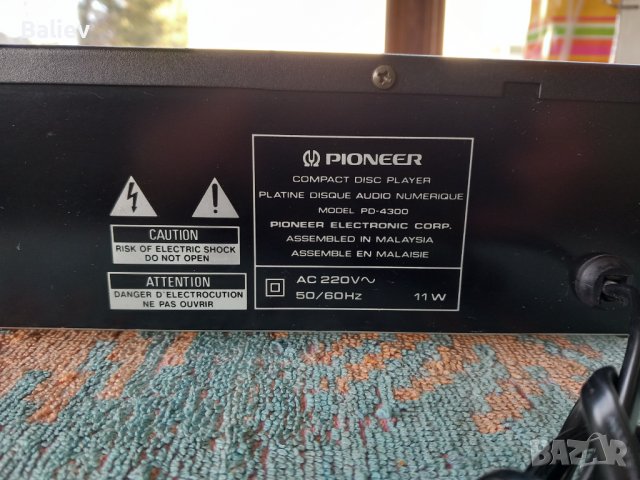 Baliev
PIONEER
COMPACT DISC PLAYER
PLATINE DISQUE AUDIO NUMERIQUE
MODEL PD-4300
PIONEER ELECTRONIC CORP.
ASSEMBLED IN MALAYSIA
ASSEMBLE EN MALAISIE
AC 220V∿
50/60Hz 11W
CAUTION
RISK OF ELECTRIC SHOCK
DO NOT OPEN
ATTENTION
DANGER D'ELECTROCUTION
NE PAS OUVRIR
BAZAR